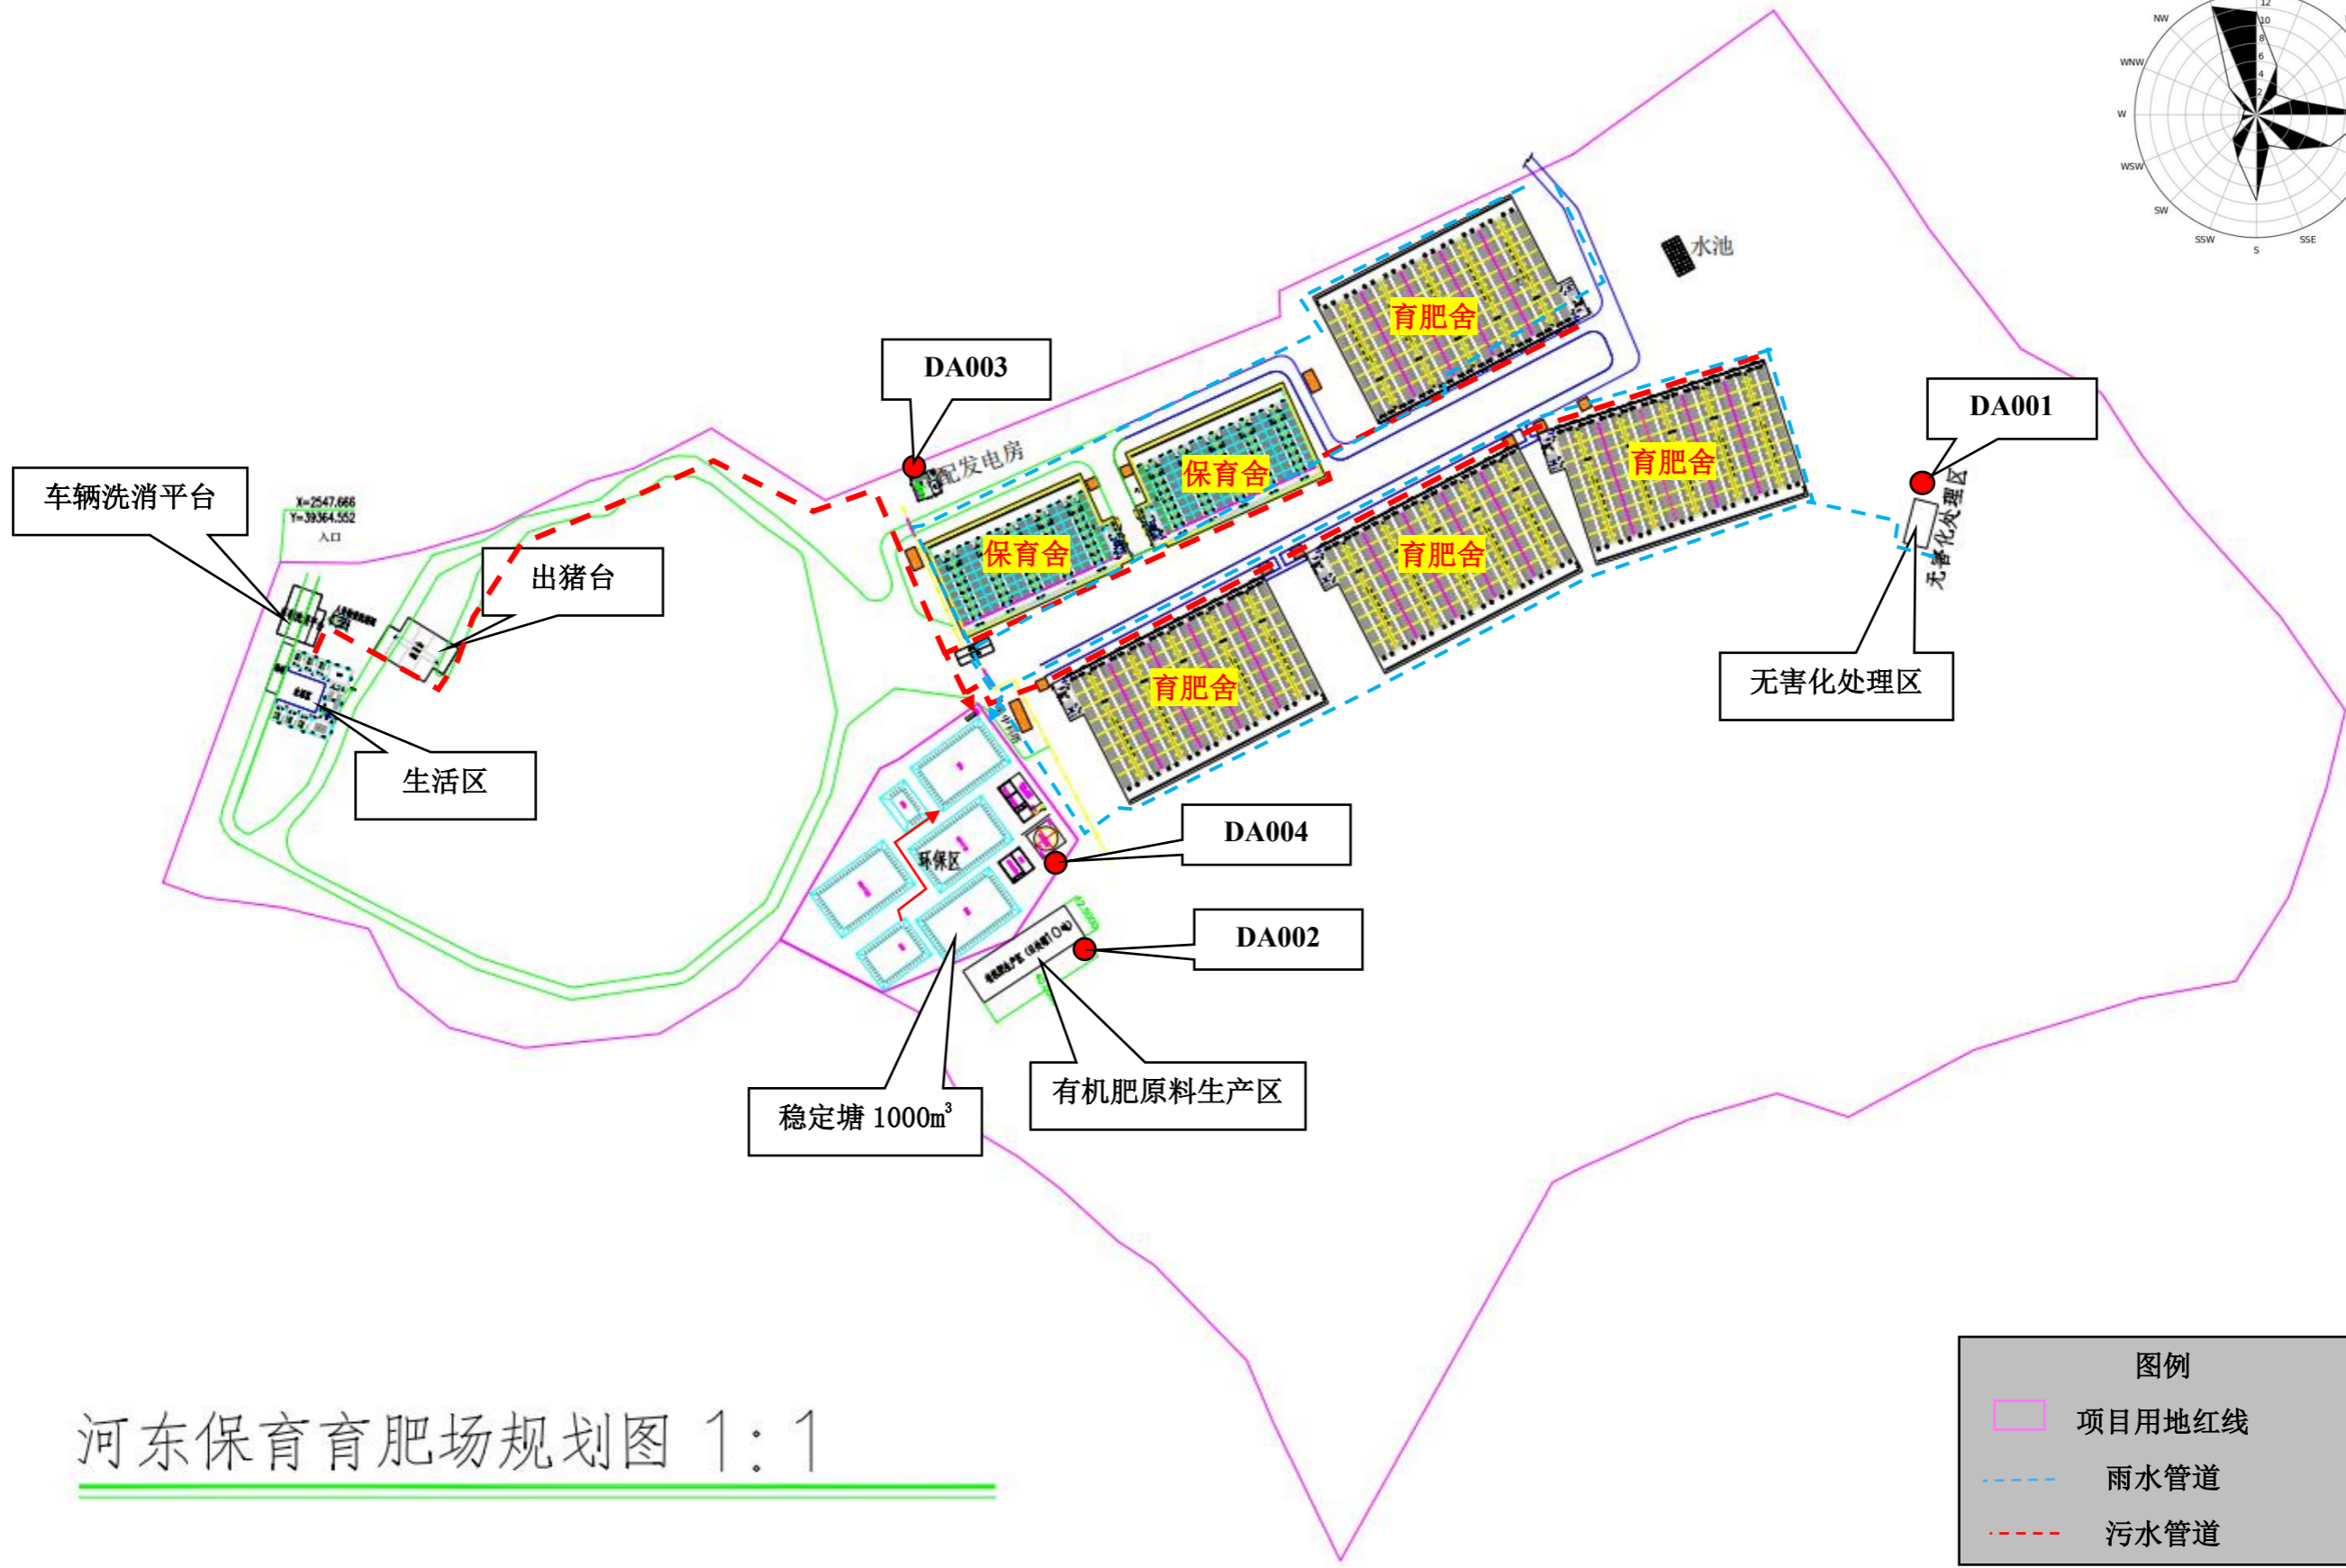 12
10
8
6
4
2
NW
WNW
W
WSW
SW
SSW
S
SSE
水池
育肥舍
DA003
DA001
配发电房
保育舍
育肥舍
车辆洗消平台
X=2547.666
Y=39364.552
入口
出猪台
保育舍
育肥舍
无害化处理区
育肥舍
无害化处理区
生活区
DA004
环保区
DA002
稳定塘 1000m³
有机肥原料生产区
河东保育育肥场规划图 1:1
图例
项目用地红线
雨水管道
污水管道